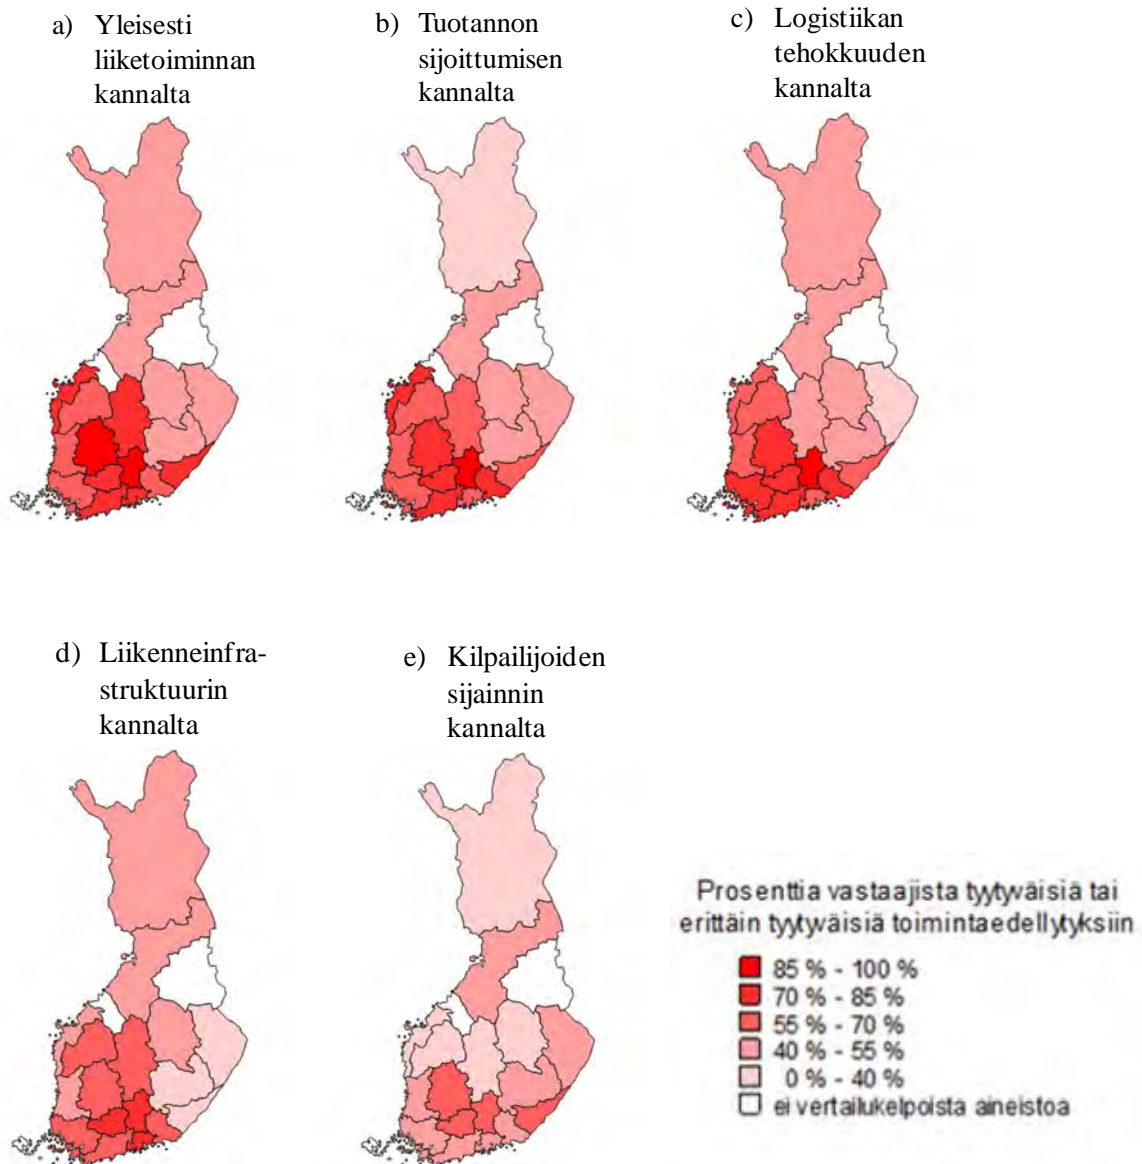 a) Yleisesti
liiketoiminnan
kannalta
b) Tuotannon
sijoittumisen
kannalta
c) Logistiikan
tehokkuuden
kannalta
d) Liikenneinfra-
struktuurin
kannalta
e) Kilpailijoiden
sijainnin
kannalta
Prosenttia vastaajista tyytyväisiä tai
erittäin tyytyväisiä toimintaedellytyksiin
85 % - 100 %
70 % - 85 %
55 % - 70 %
40 % - 55 %
0 % - 40 %
ei vertailukelpoista aineistoa